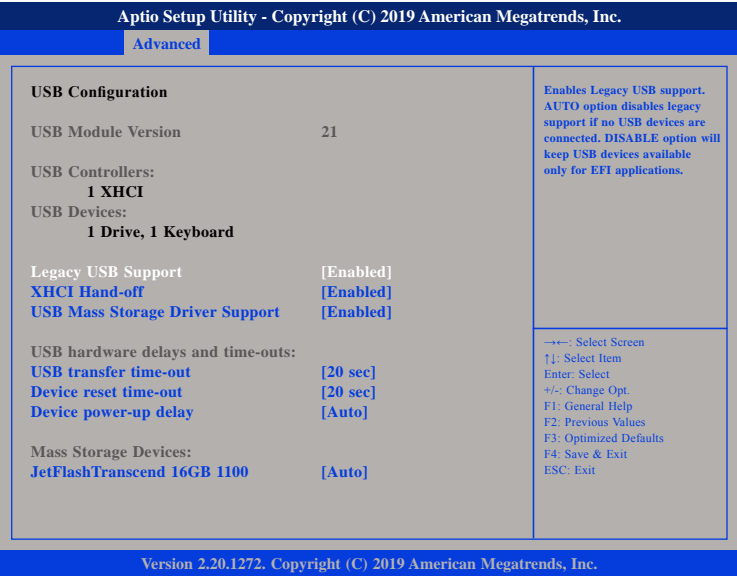 Aptio Setup Utility - Copyright (C) 2019 American Megatrends, Inc.
Advanced
USB Configuration
USB Module Version 21
USB Controllers:
1 XHCI
USB Devices:
1 Drive, 1 Keyboard
Legacy USB Support [Enabled]
XHCI Hand-off [Enabled]
USB Mass Storage Driver Support [Enabled]
USB hardware delays and time-outs:
USB transfer time-out [20 sec]
Device reset time-out [20 sec]
Device power-up delay [Auto]
Mass Storage Devices:
JetFlashTranscend 16GB 1100 [Auto]
Enables Legacy USB support.
AUTO option disables legacy
support if no USB devices are
connected. DISABLE option will
keep USB devices available
only for EFI applications.
→←: Select Screen
↑↓: Select Item
Enter: Select
+/-: Change Opt.
F1: General Help
F2: Previous Values
F3: Optimized Defaults
F4: Save & Exit
ESC: Exit
Version 2.20.1272. Copyright (C) 2019 American Megatrends, Inc.